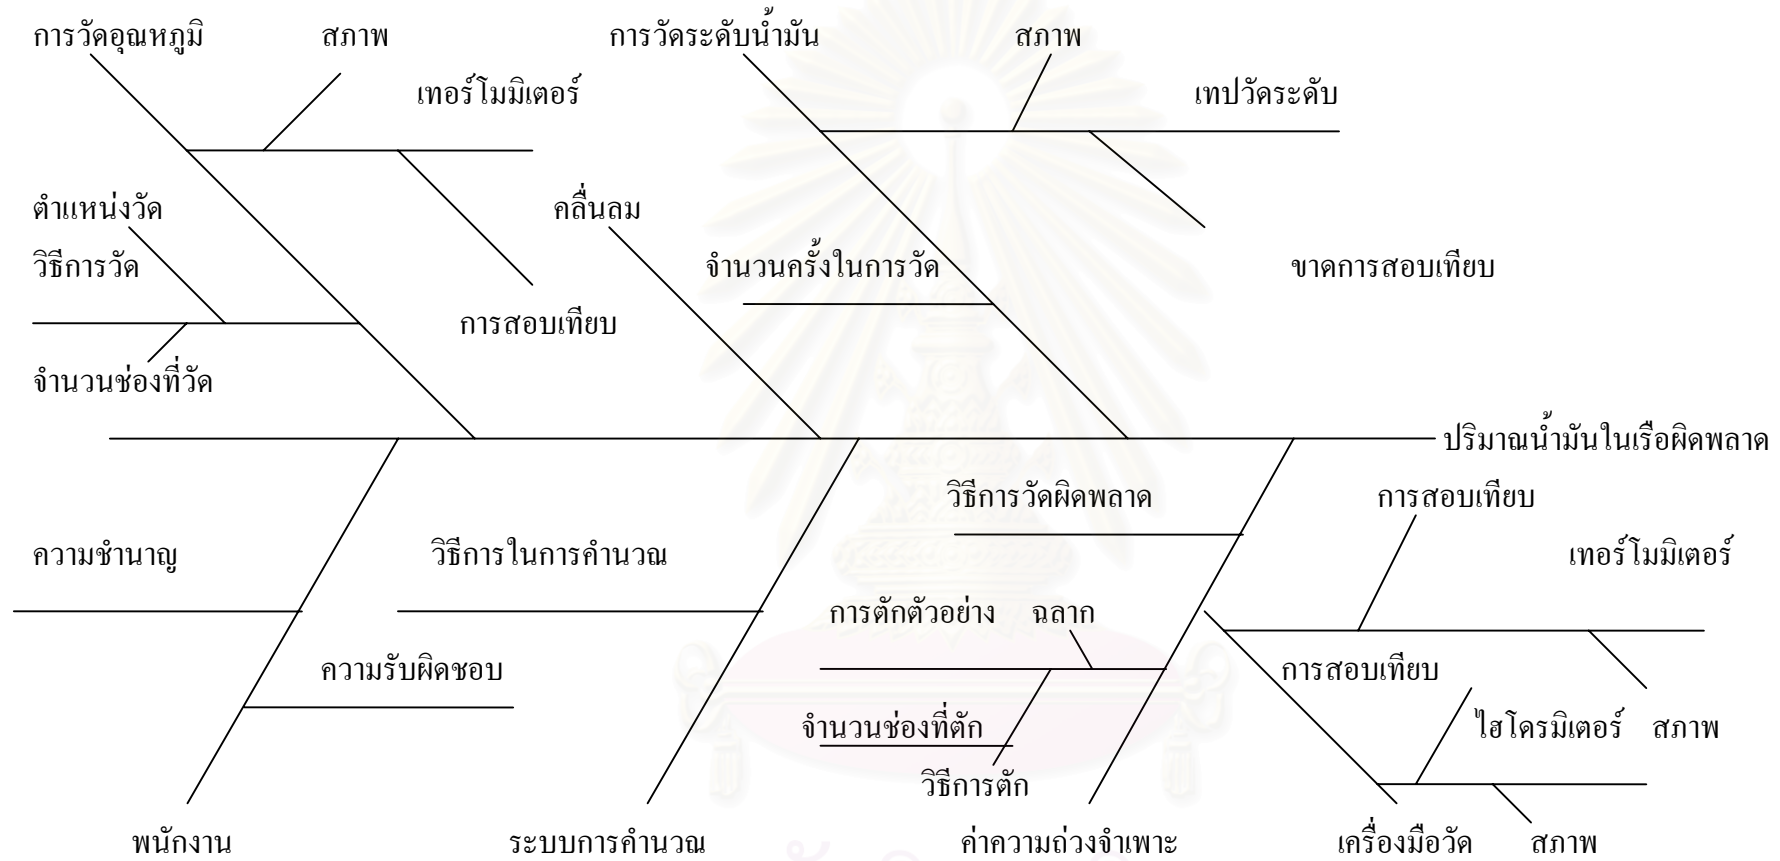 การวัดอุณหภูมิ สภาพ การวัดระดับน้ำมัน สภาพ
เทอร์โมมิเตอร์ เทปวัดระดับ
ตำแหน่งวัด คลื่นลม
วิธีการวัด จำนวนครั้งในการวัด ขาดการสอบเทียบ
การสอบเทียบ
จำนวนช่องที่วัด
ปริมาณน้ำมันในเรือผิดพลาด
วิธีการวัดผิดพลาด การสอบเทียบ
ความชำนาญ วิธีการในการคำนวณ เทอร์โมมิเตอร์
การตักตัวอย่าง ฉลาก
ความรับผิดชอบ การสอบเทียบ
จำนวนช่องที่ตัก ไฮโดรมิเตอร์ สภาพ
วิธีการตัก
พนักงาน ระบบการคำนวณ ค่าความถ่วงจำเพาะ เครื่องมือวัด สภาพ